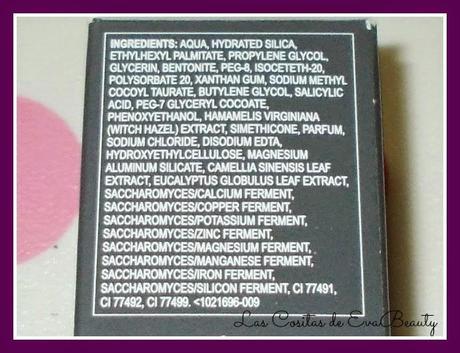 INGREDIENTS: AQUA, HYDRATED SILICA,
ETHYLHEXYL PALMITATE, PROPYLENE GLYCOL,
GLYCERIN, BENTONITE, PEG-8, ISOCETETH-20,
POLYSORBATE 20, XANTHAN GUM, SODIUM METHYL
COCOYL TAURATE, BUTYLENE GLYCOL, SALICYLIC
ACID, PEG-7 GLYCERYL COCOATE,
PHENOXYETHANOL, HAMAMELIS VIRGINIANA
(WITCH HAZEL) EXTRACT, SIMETHICONE, PARFUM,
SODIUM CHLORIDE, DISODIUM EDTA,
HYDROXYETHYLCELLULOSE, MAGNESIUM
ALUMINUM SILICATE, CAMELLIA SINENSIS LEAF
EXTRACT, EUCALYPTUS GLOBULUS LEAF EXTRACT,
SACCHAROMYCES/CALCIUM FERMENT,
SACCHAROMYCES/COPPER FERMENT,
SACCHAROMYCES/POTASSIUM FERMENT,
SACCHAROMYCES/ZINC FERMENT,
SACCHAROMYCES/MAGNESIUM FERMENT,
SACCHAROMYCES/MANGANESE FERMENT,
SACCHAROMYCES/IRON FERMENT,
SACCHAROMYCES/SILICON FERMENT, CI 77491,
CI 77492, CI 77499. <1021696-009
Las Cositas de EvaBeauty